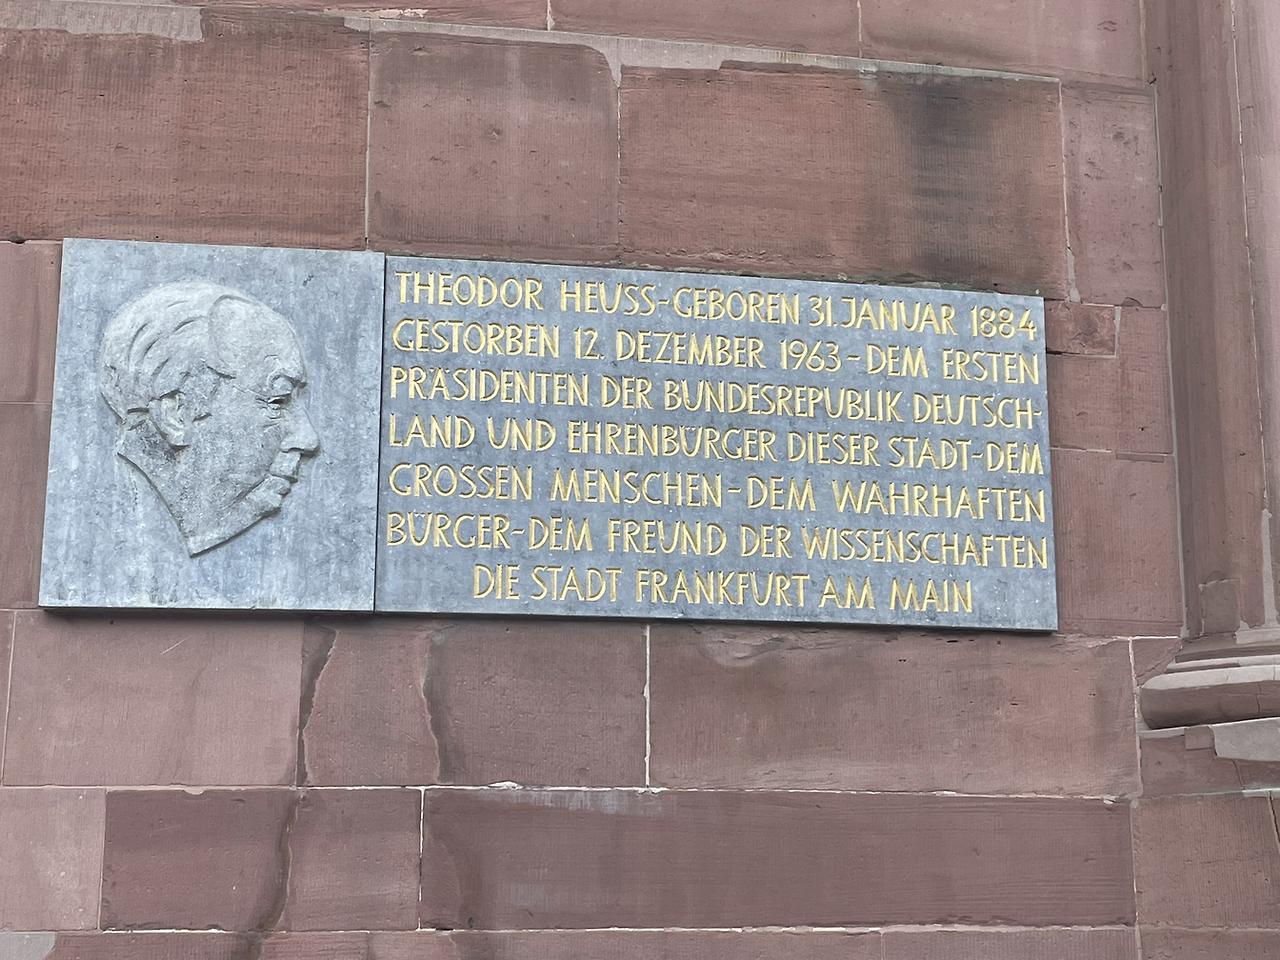 THEODOR HEUSS-GEBOREN 31. JANUAR 1884
GESTORBEN 12. DEZEMBER 1963-DEM ERSTEN
PRÄSIDENTEN DER BUNDESREPUBLIK DEUTSCH-
LAND UND EHRENBÜRGER DIESER STADT-DEM
GROSSEN MENSCHEN-DEM WAHRHAFTEN
BÜRGER-DEM FREUND DER WISSENSCHAFTEN
DIE STADT FRANKFURT AM MAIN